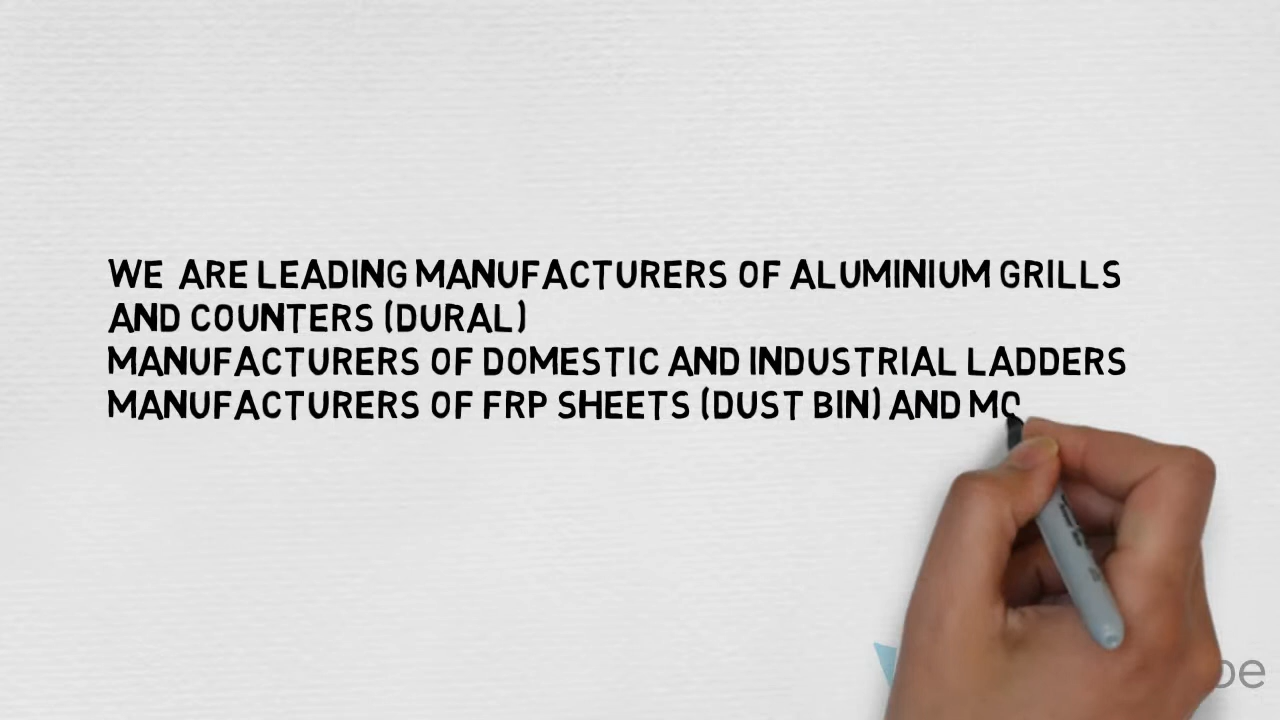 WE ARE LEADING MANUFACTURERS OF ALUMINIUM GRILLS
AND COUNTERS (DURAL)
MANUFACTURERS OF DOMESTIC AND INDUSTRIAL LADDERS
MANUFACTURERS OF FRP SHEETS (DUST BIN) AND